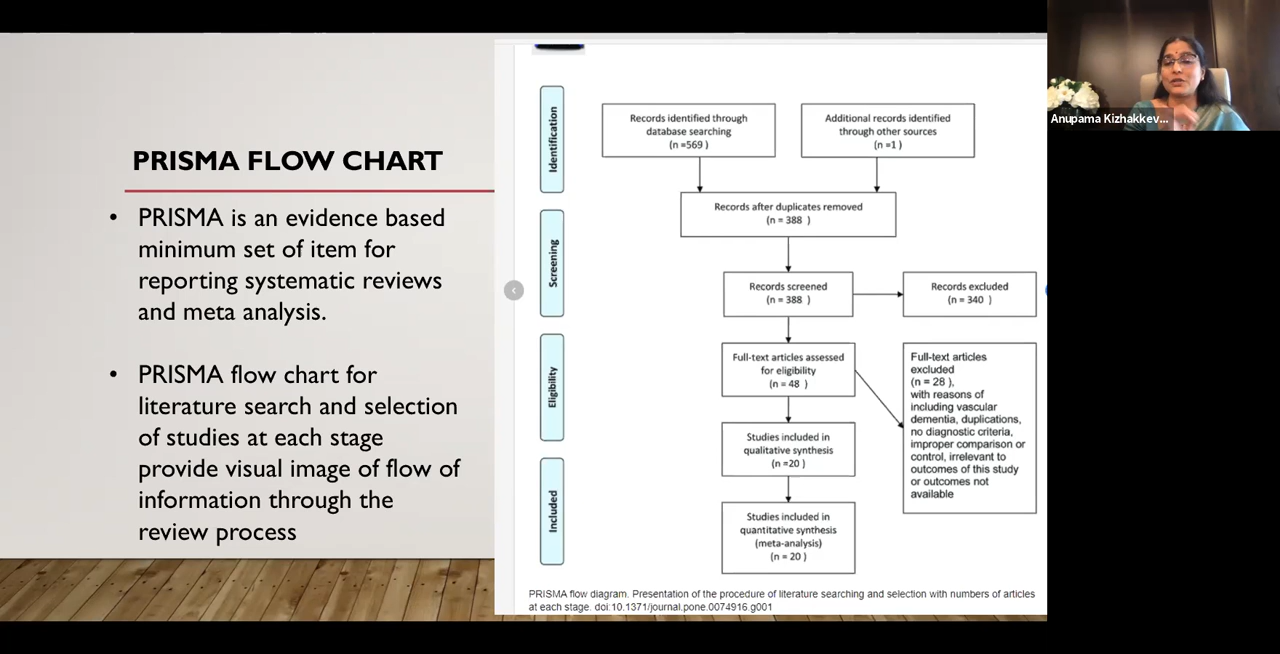 PRISMA FLOW CHART
• PRISMA is an evidence based
minimum set of item for
reporting systematic reviews
and meta analysis.
• PRISMA flow chart for
literature search and selection
of studies at each stage
provide visual image of flow of
information through the
review process
Identification
Records identified through
database searching
(n =569 )
Additional records identified
through other sources
(n =1 )
Records after duplicates removed
(n = 388 )
Screening
Records screened
(n = 388 )
Records excluded
(n = 340 )
Eligibility
Full-text articles assessed
for eligibility
(n = 48 )
Full-text articles
excluded
(n = 28 ),
with reasons of
including vascular
dementia, duplications,
no diagnostic criteria,
improper comparison or
control, irrelevant to
outcomes of this study
or outcomes not
available
Studies included in
qualitative synthesis
(n =20 )
Included
Studies included in
quantitative synthesis
(meta-analysis)
(n = 20 )
PRISMA flow diagram. Presentation of the procedure of literature searching and selection with numbers of articles
at each stage. doi:10.1371/journal.pone.0074916.g001
Anupama Kizhakkev...